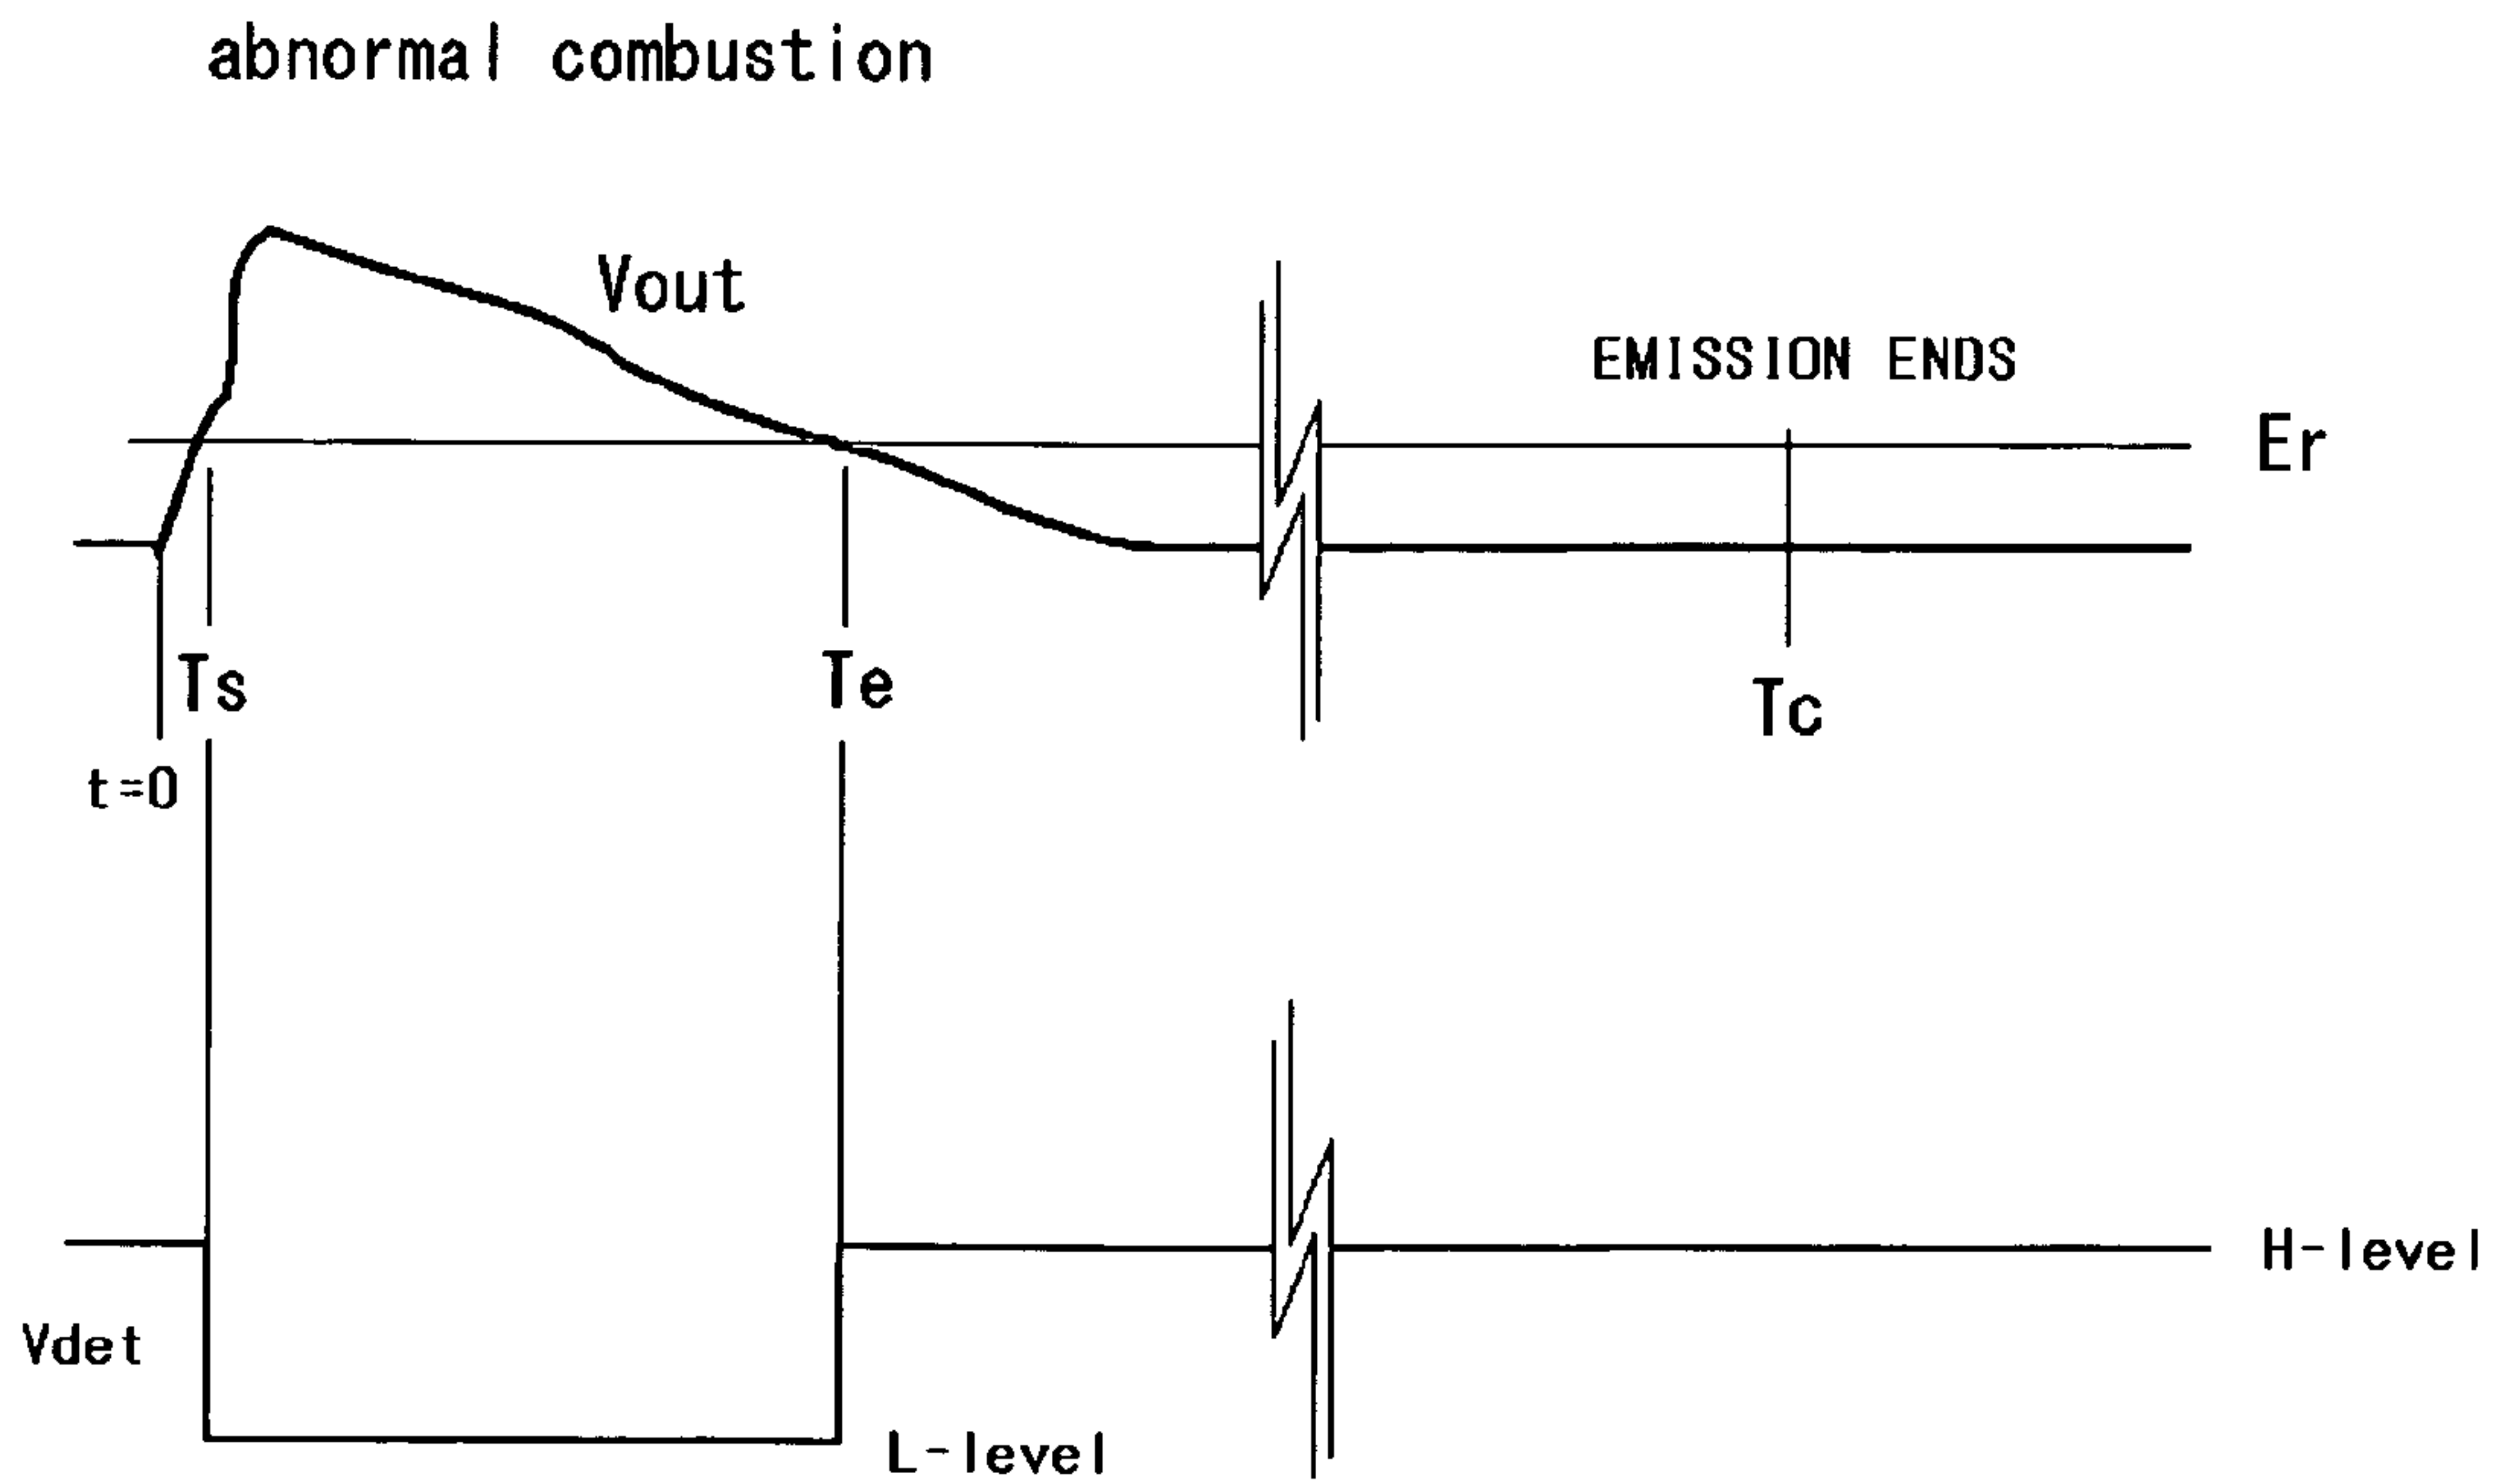 abnormal combustion
Vout
EMISSION ENDS
Er
Ts
Te
Tc
t=0
H-level
Vdet
L-level